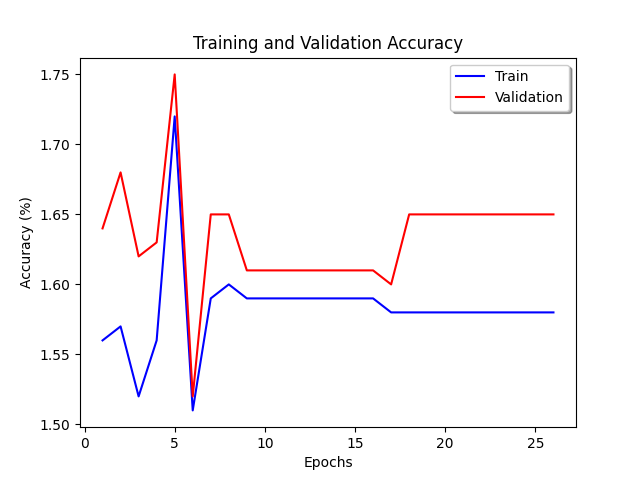 Training and Validation Accuracy
Train
Validation
Accuracy (%)
1.75
1.70
1.65
1.60
1.55
1.50
0 5 10 15 20 25
Epochs